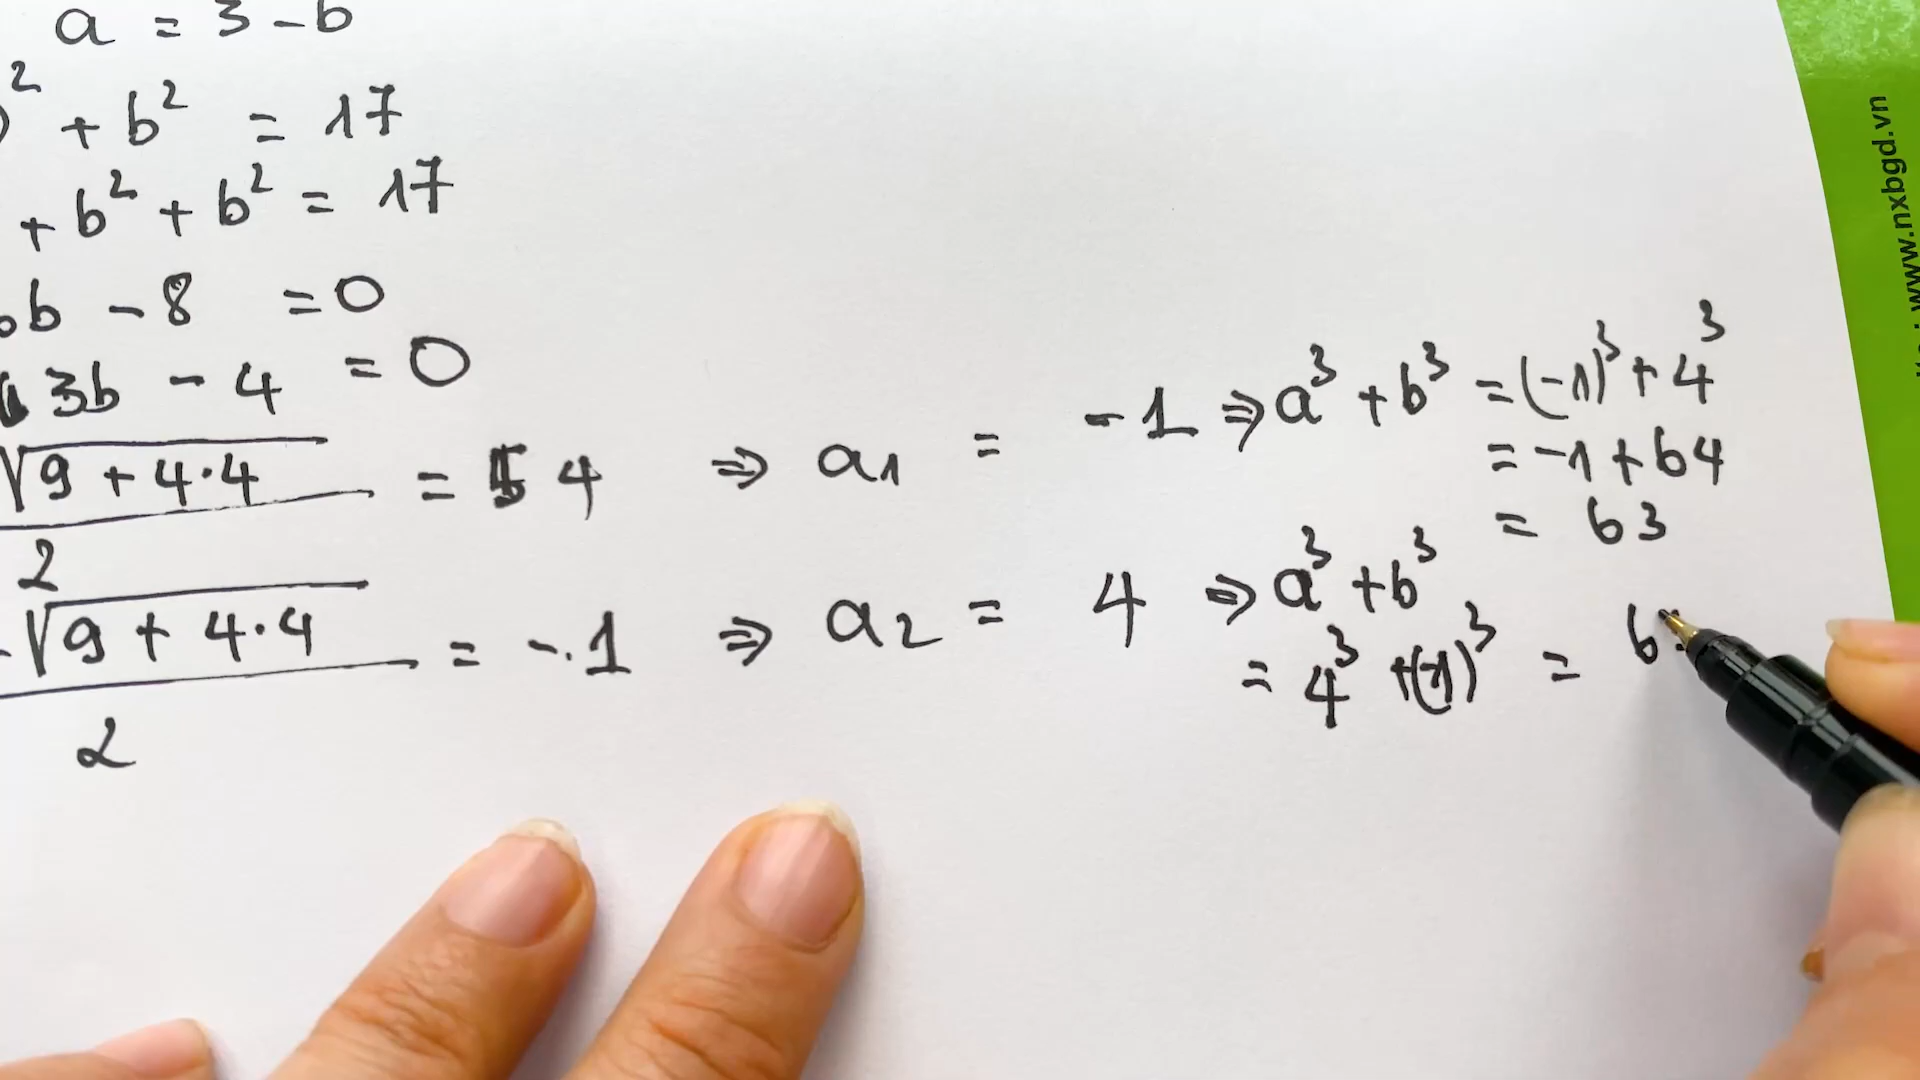 a = 3 - b
)² + b² = 17
+ b² + b² = 17
6b - 8 = 0
3b - 4 = 0
√9 + 4·4 = 4 ⇒ a₁ = -1 ⇒ a³ + b³ = (-1)³ + 4³
2
= -1 + 64
= 63
-√9 + 4·4 = -1 ⇒ a₂ = 4 ⇒ a³ + b³
2
= 4³ + (-1)³ = 6
www.nxbgd.vn